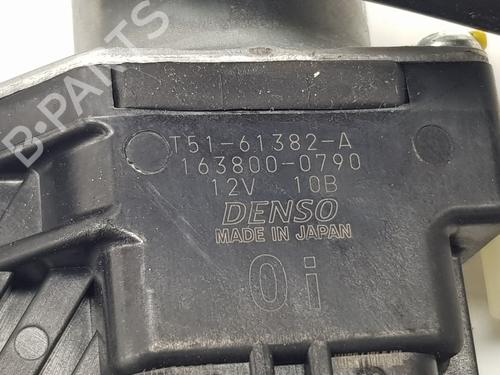 B-PARTS
T51-61382-A
163800-0790
12V 10B
DENSO
MADE IN JAPAN
0i